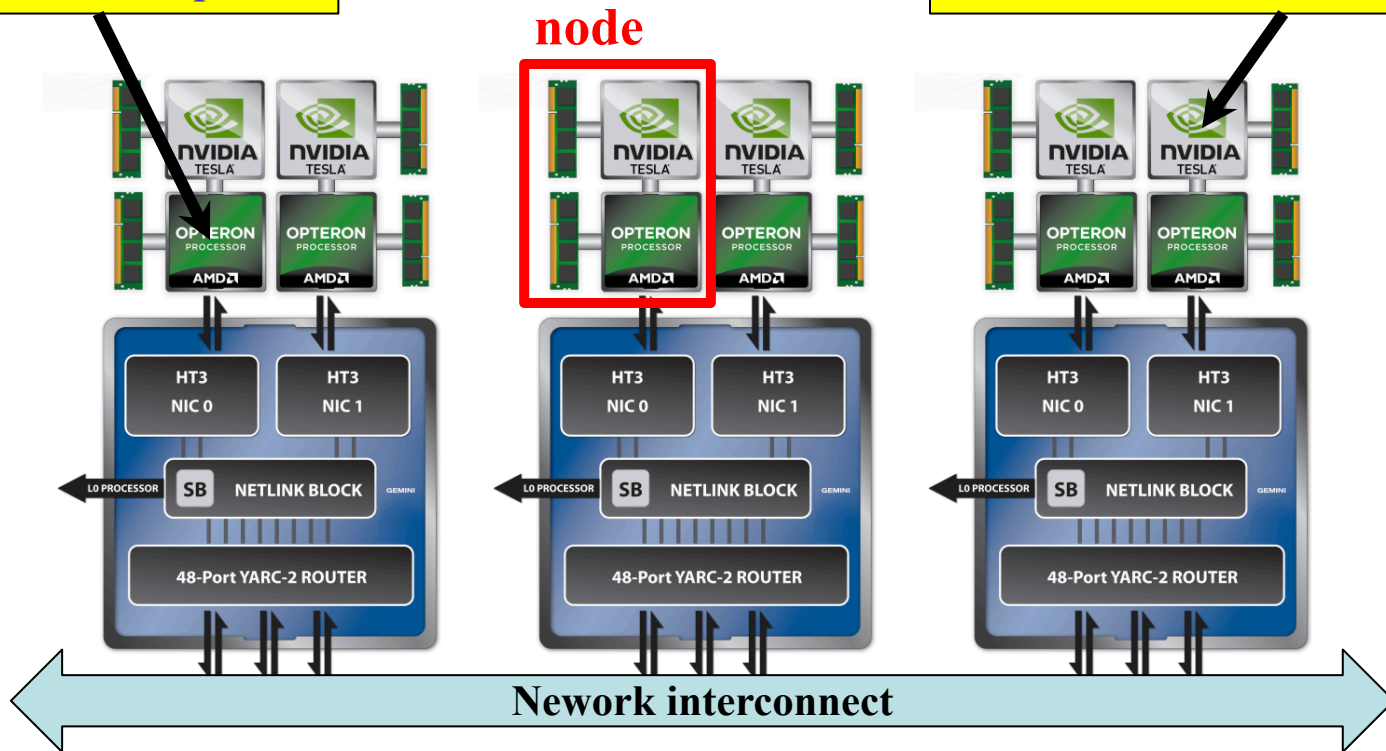 node
NVIDIA
TESLA
NVIDIA
TESLA
NVIDIA
TESLA
NVIDIA
TESLA
NVIDIA
TESLA
NVIDIA
TESLA
OPTERON
PROCESSOR
AMD
OPTERON
PROCESSOR
AMD
OPTERON
PROCESSOR
AMD
OPTERON
PROCESSOR
AMD
OPTERON
PROCESSOR
AMD
OPTERON
PROCESSOR
AMD
HT3
NIC 0
HT3
NIC 1
HT3
NIC 0
HT3
NIC 1
HT3
NIC 0
HT3
NIC 1
L0 PROCESSOR
SB
NETLINK BLOCK
GEMINI
L0 PROCESSOR
SB
NETLINK BLOCK
GEMINI
L0 PROCESSOR
SB
NETLINK BLOCK
GEMINI
48-Port YARC-2 ROUTER
48-Port YARC-2 ROUTER
48-Port YARC-2 ROUTER
Nework interconnect